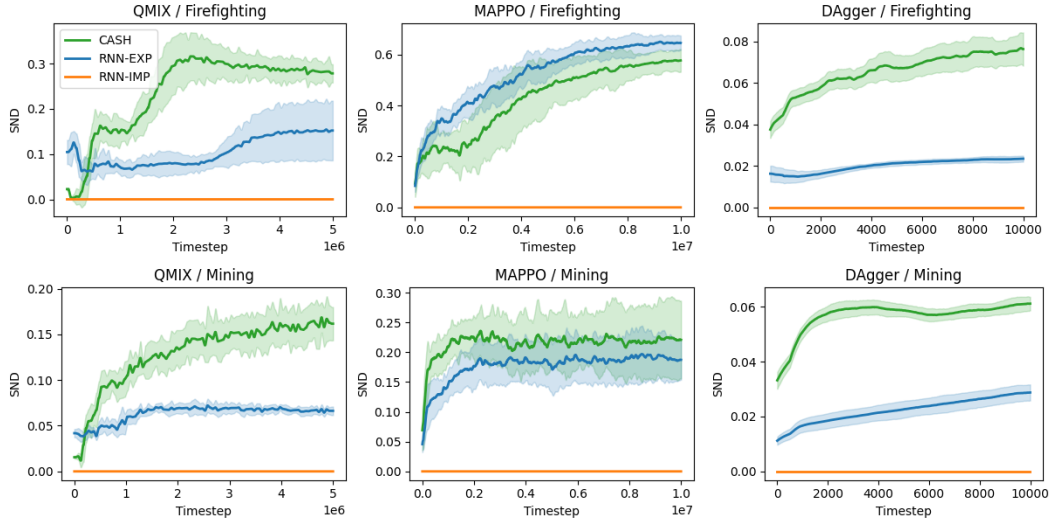 QMIX / Firefighting
CASH
RNN-EXP
RNN-IMP
SND
0.3
0.2
0.1
0.0
0 1 2 3 4 5
1e6
Timestep
MAPPO / Firefighting
SND
0.6
0.4
0.2
0.0
0.0 0.2 0.4 0.6 0.8 1.0
1e7
Timestep
DAgger / Firefighting
SND
0.08
0.06
0.04
0.02
0.00
0 2000 4000 6000 8000 10000
Timestep
QMIX / Mining
SND
0.20
0.15
0.10
0.05
0.00
0 1 2 3 4 5
1e6
Timestep
MAPPO / Mining
SND
0.30
0.25
0.20
0.15
0.10
0.05
0.00
0.0 0.2 0.4 0.6 0.8 1.0
1e7
Timestep
DAgger / Mining
SND
0.06
0.04
0.02
0.00
0 2000 4000 6000 8000 10000
Timestep